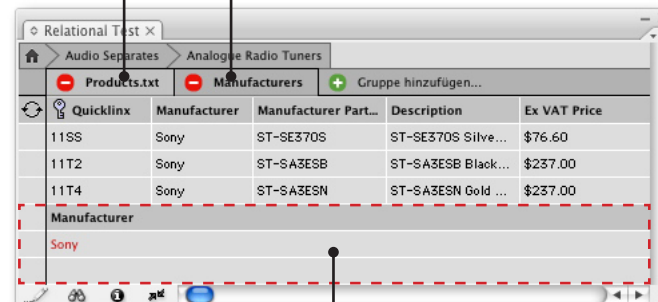 Relational Test ×
Audio Separates Analogue Radio Tuners
Products.txt Manufacturers Gruppe hinzufügen...
Quicklinx Manufacturer Manufacturer Part... Description Ex VAT Price
11SS Sony ST-SE370S ST-SE370S Silve... $76.60
11T2 Sony ST-SA3ESB ST-SA3ESB Black... $237.00
11T4 Sony ST-SA3ESN ST-SA3ESN Gold ... $237.00
Manufacturer
Sony